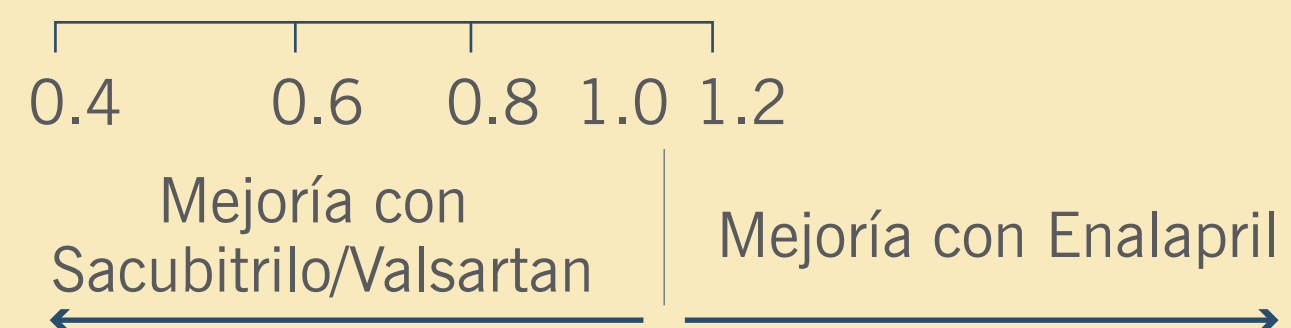 0.4 0.6 0.8 1.0 1.2
Mejoría con
Sacubitrilo/Valsartan
Mejoría con Enalapril